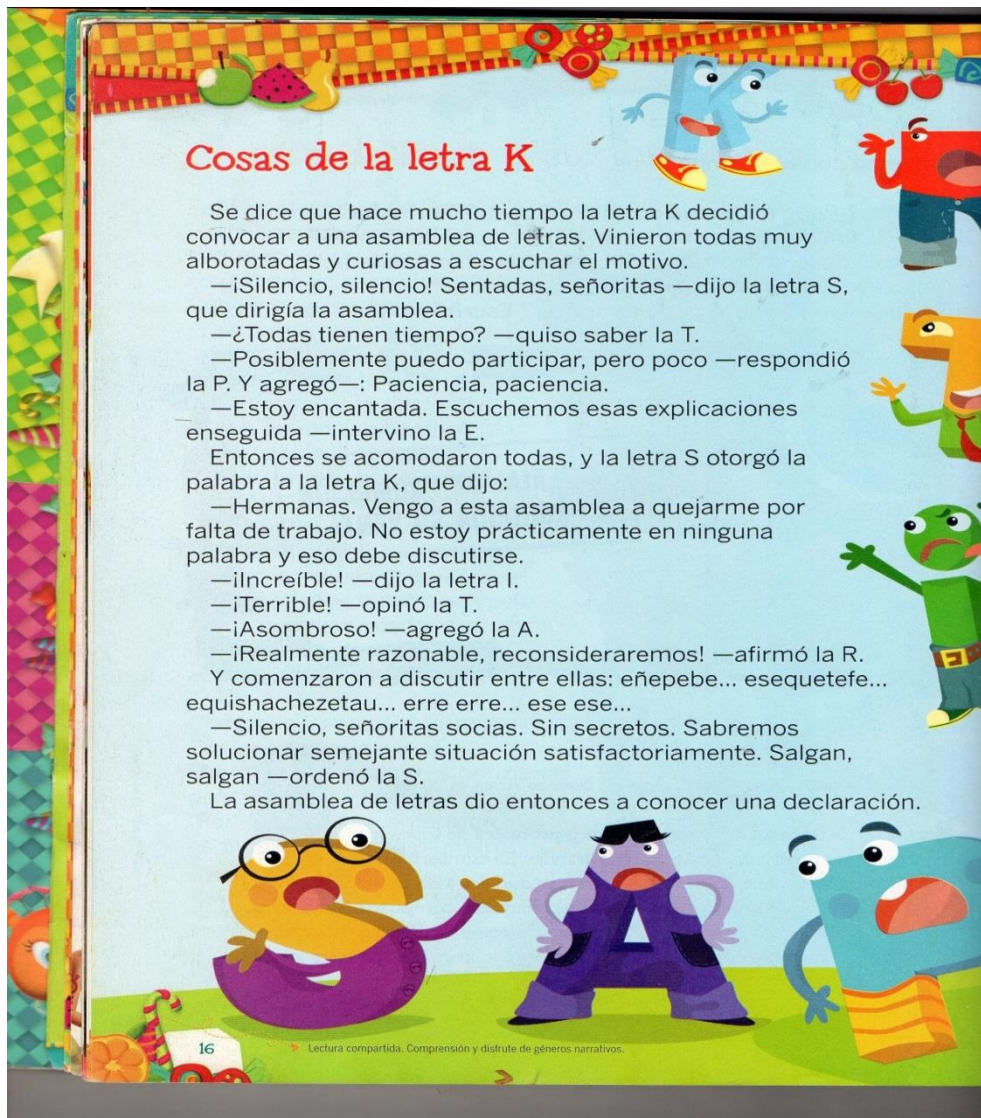 Cosas de la letra K
Se dice que hace mucho tiempo la letra K decidió
convocar a una asamblea de letras. Vinieron todas muy
alborotadas y curiosas a escuchar el motivo.
—¡Silencio, silencio! Sentadas, señoritas —dijo la letra S,
que dirigía la asamblea.
—¿Todas tienen tiempo? —quiso saber la T.
—Posiblemente puedo participar, pero poco —respondió
la P. Y agregó—: Paciencia, paciencia.
—Estoy encantada. Escuchemos esas explicaciones
enseguida —intervino la E.
Entonces se acomodaron todas, y la letra S otorgó la
palabra a la letra K, que dijo:
—Hermanas. Vengo a esta asamblea a quejarme por
falta de trabajo. No estoy prácticamente en ninguna
palabra y eso debe discutirse.
—¡Increíble! —dijo la letra I.
—¡Terrible! —opinó la T.
—¡Asombroso! —agregó la A.
—¡Realmente razonable, reconsideraremos! —afirmó la R.
Y comenzaron a discutir entre ellas: eñepebe... esequetefe...
equishachezetau... erre erre... ese ese...
—Silencio, señoritas socias. Sin secretos. Sabremos
solucionar semejante situación satisfactoriamente. Salgan,
salgan —ordenó la S.
La asamblea de letras dio entonces a conocer una declaración.
16
Lectura compartida. Comprensión y disfrute de géneros narrativos.